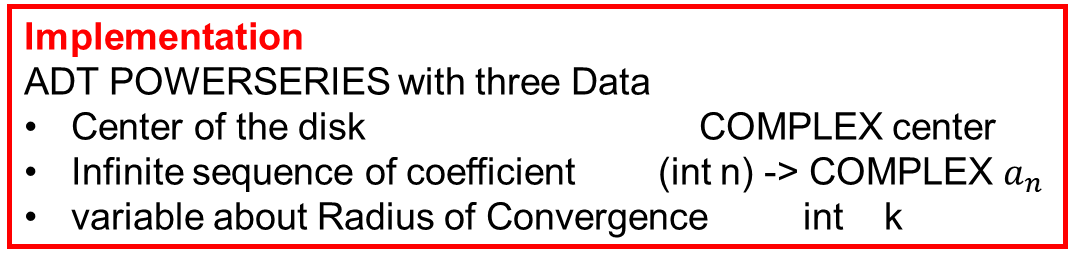 Implementation
ADT POWERSERIES with three Data
• Center of the disk COMPLEX center
• Infinite sequence of coefficient (int n) -> COMPLEX aₙ
• variable about Radius of Convergence int k